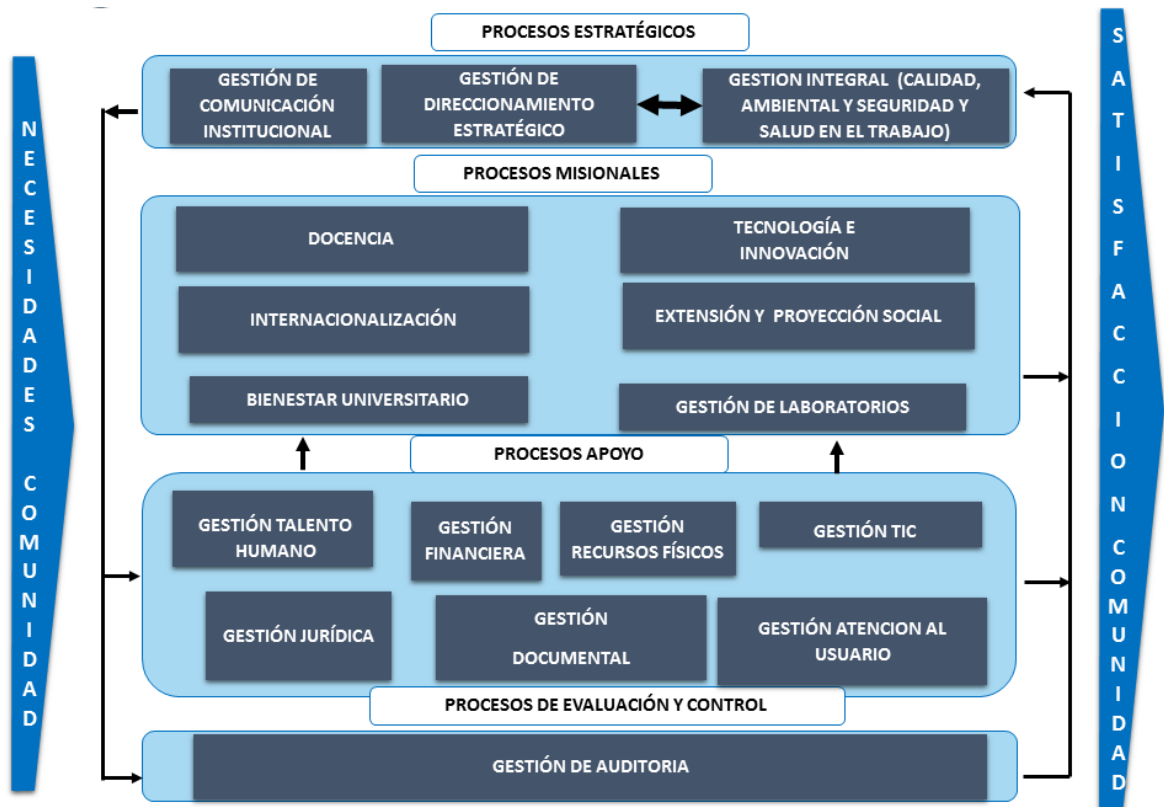 PROCESOS ESTRATÉGICOS
GESTIÓN DE
COMUNICACIÓN
INSTITUCIONAL
GESTIÓN DE
DIRECCIONAMIENTO
ESTRATÉGICO
GESTION INTEGRAL (CALIDAD,
AMBIENTAL Y SEGURIDAD Y
SALUD EN EL TRABAJO)
NECESIDADES COMUNIDAD
PROCESOS MISIONALES
DOCENCIA
TECNOLOGÍA E
INNOVACIÓN
INTERNACIONALIZACIÓN
EXTENSIÓN Y PROYECCIÓN SOCIAL
BIENESTAR UNIVERSITARIO
GESTIÓN DE LABORATORIOS
PROCESOS APOYO
GESTIÓN TALENTO
HUMANO
GESTIÓN
FINANCIERA
GESTIÓN
RECURSOS FÍSICOS
GESTIÓN TIC
GESTIÓN JURÍDICA
GESTIÓN
DOCUMENTAL
GESTIÓN ATENCION AL
USUARIO
PROCESOS DE EVALUACIÓN Y CONTROL
GESTIÓN DE AUDITORIA
SATISFACCION COMUNIDAD